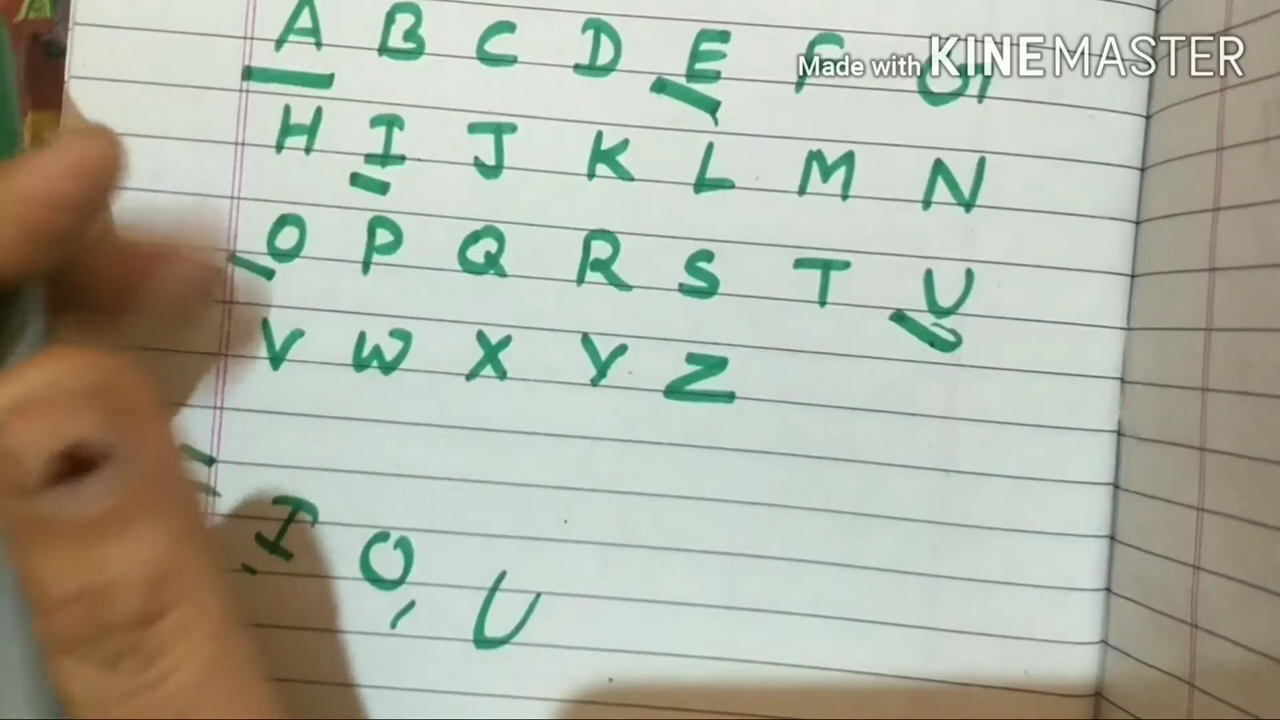 Made with KINEMASTER
A B C D E F G
H I J K L M N
O P Q R S T U
V W X Y Z
I O, U